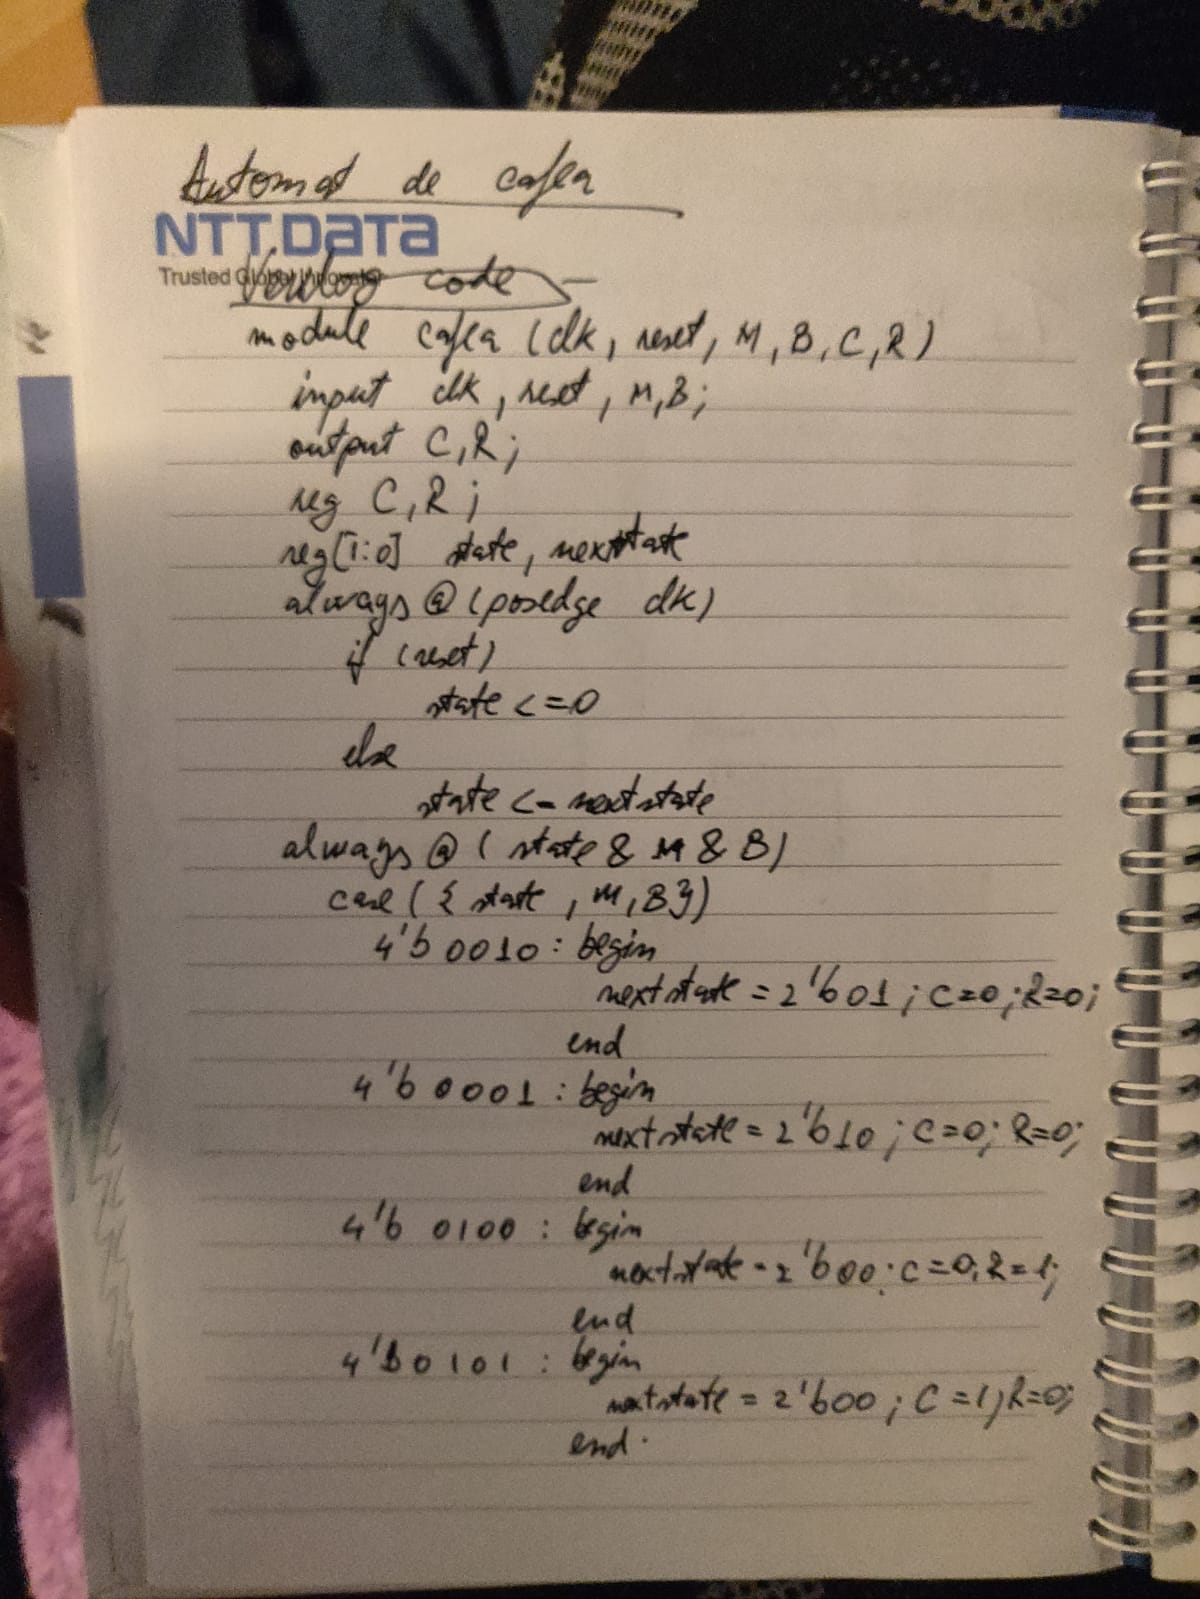 Automat de cafea
NTT DATA
Trusted Global Innovator
Verilog code
module cafea (clk, reset, M, B, C, R)
input clk, reset, M, B;
output C, R;
reg C, R;
reg [1:0] state, nextstate
always @ (posedge clk)
if (reset)
state <= 0
else
state <= nextstate
always @ ( state & M & B)
case ( { state , M, B})
4'b 0010 : begin
nextstate = 2'b01 ; C=0; R=0;
end
4'b 0001 : begin
nextstate = 2'b10 ; C=0; R=0;
end
4'b 0100 : begin
nextstate = 2'b00; C=0, R=1;
end
4'b0101 : begin
nextstate = 2'b00 ; C=1, R=0;
end